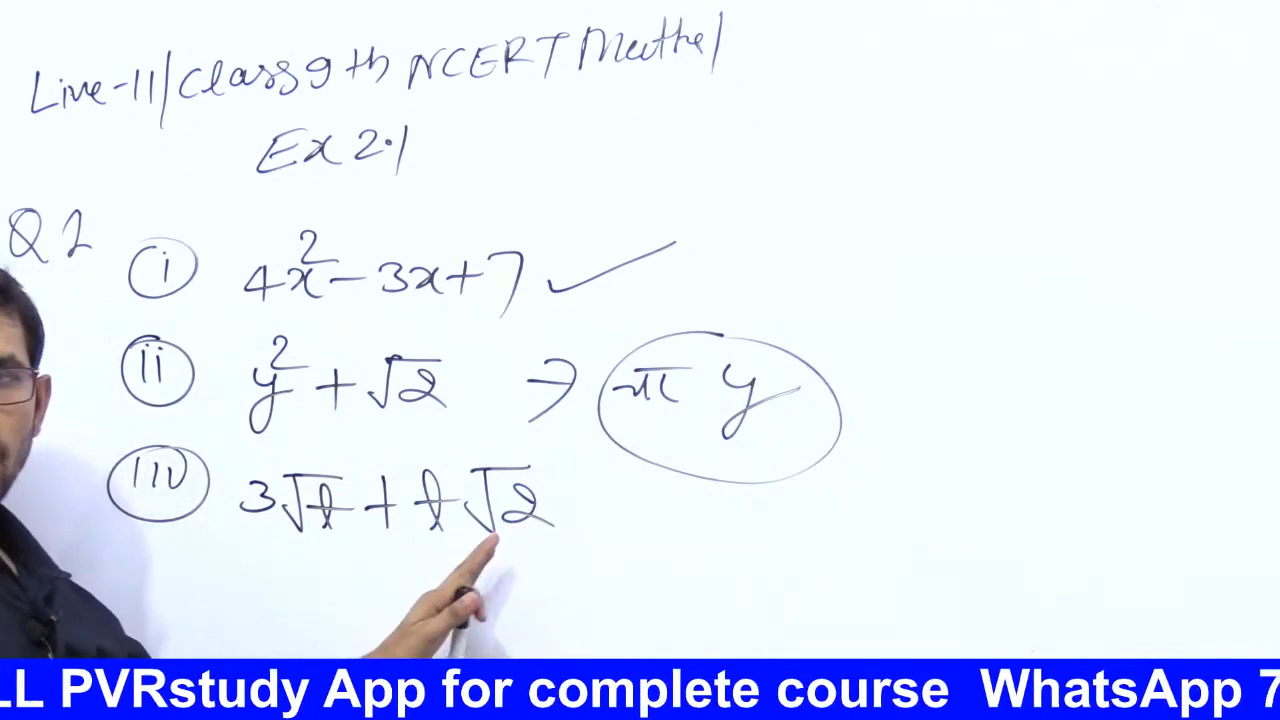 Live-11/Class 9th NCERT Maths/
Ex 2.1
Q 1
(i) 4x² - 3x + 7 ✓
(ii) y² + √2 → y
(iii) 3√t + t√2
LL PVRstudy App for complete course WhatsApp 7